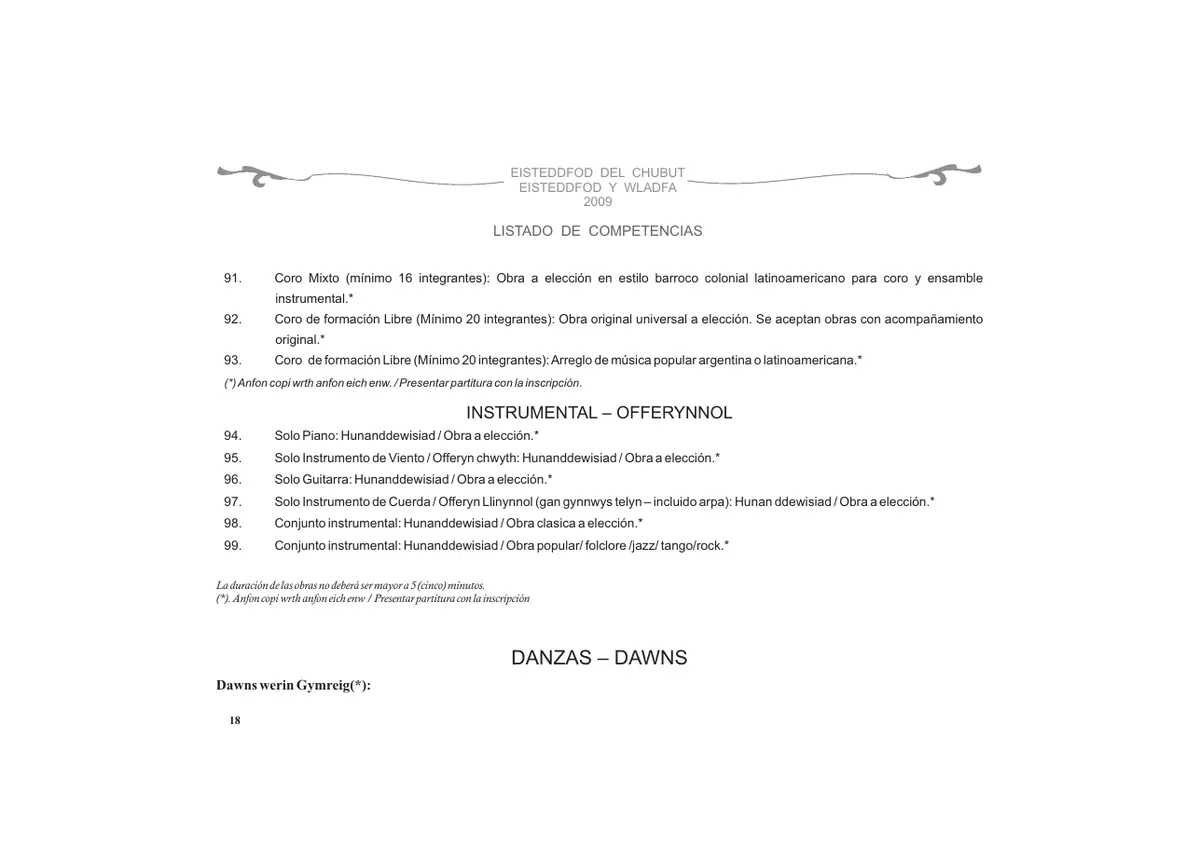 EISTEDDFOD DEL CHUBUT
EISTEDDFOD Y WLADFA
2009
LISTADO DE COMPETENCIAS
91. Coro Mixto (mínimo 16 integrantes): Obra a elección en estilo barroco colonial latinoamericano para coro y ensamble
instrumental.*
92. Coro de formación Libre (Mínimo 20 integrantes): Obra original universal a elección. Se aceptan obras con acompañamiento
original.*
93. Coro de formación Libre (Mínimo 20 integrantes): Arreglo de música popular argentina o latinoamericana.*
(*) Anfon copi wrth anfon eich enw. / Presentar partitura con la inscripción.
INSTRUMENTAL – OFFERYNNOL
94. Solo Piano: Hunanddewisiad / Obra a elección.*
95. Solo Instrumento de Viento / Offeryn chwyth: Hunanddewisiad / Obra a elección.*
96. Solo Guitarra: Hunanddewisiad / Obra a elección.*
97. Solo Instrumento de Cuerda / Offeryn Llinynnol (gan gynnwys telyn – incluido arpa): Hunan ddewisiad / Obra a elección.*
98. Conjunto instrumental: Hunanddewisiad / Obra clasica a elección.*
99. Conjunto instrumental: Hunanddewisiad / Obra popular/ folclore /jazz/ tango/rock.*
La duración de las obras no deberá ser mayor a 5 (cinco) minutos.
(*). Anfon copi wrth anfon eich enw / Presentar partitura con la inscripción
DANZAS – DAWNS
Dawns werin Gymreig(*):
18